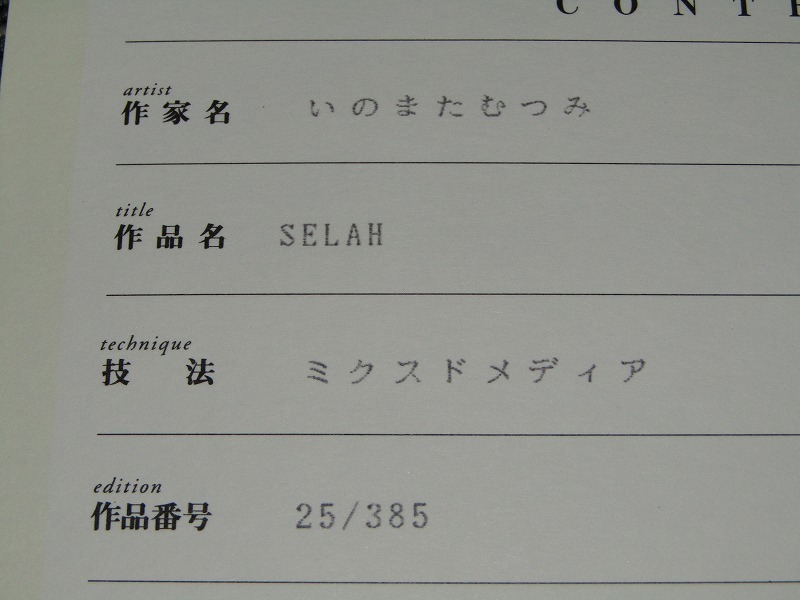 CONTE
artist
作家名 いのまたむつみ
title
作品名 SELAH
technique
技法 ミクスドメディア
edition
作品番号 25/385